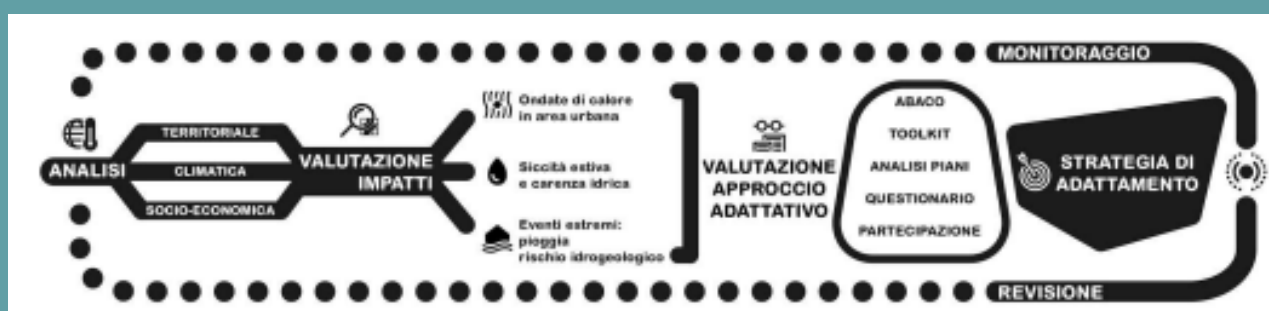 MONITORAGGIO
ANALISI
TERRITORIALE
CLIMATICA
SOCIO-ECONOMICA
VALUTAZIONE
IMPATTI
Ondate di calore
in area urbana
Siccità estiva
e carenza idrica
Eventi estremi:
pioggia
rischio idrogeologico
VALUTAZIONE
APPROCCIO
ADATTATIVO
ABACO
TOOLKIT
ANALISI PIANI
QUESTIONARIO
PARTECIPAZIONE
STRATEGIA DI
ADATTAMENTO
REVISIONE